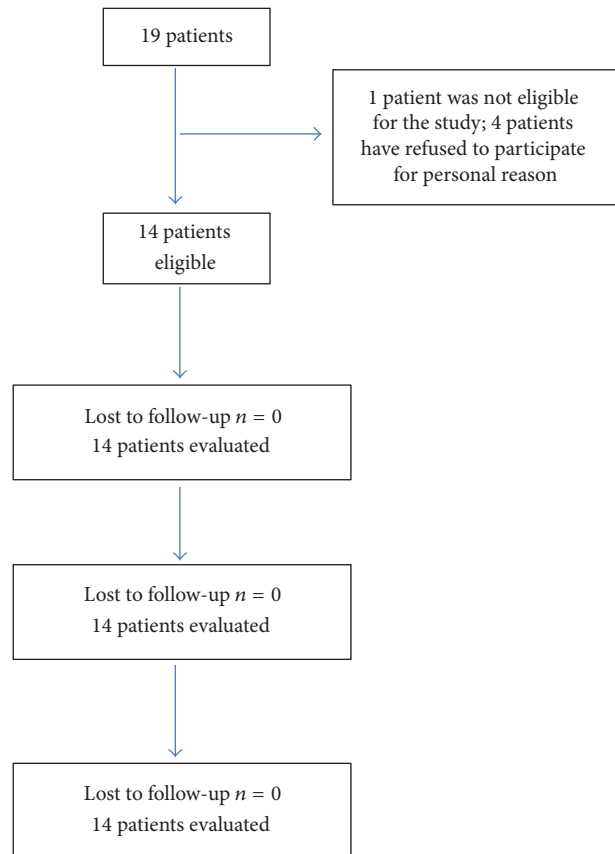 19 patients
1 patient was not eligible
for the study; 4 patients
have refused to participate
for personal reason
14 patients
eligible
Lost to follow-up n = 0
14 patients evaluated
Lost to follow-up n = 0
14 patients evaluated
Lost to follow-up n = 0
14 patients evaluated